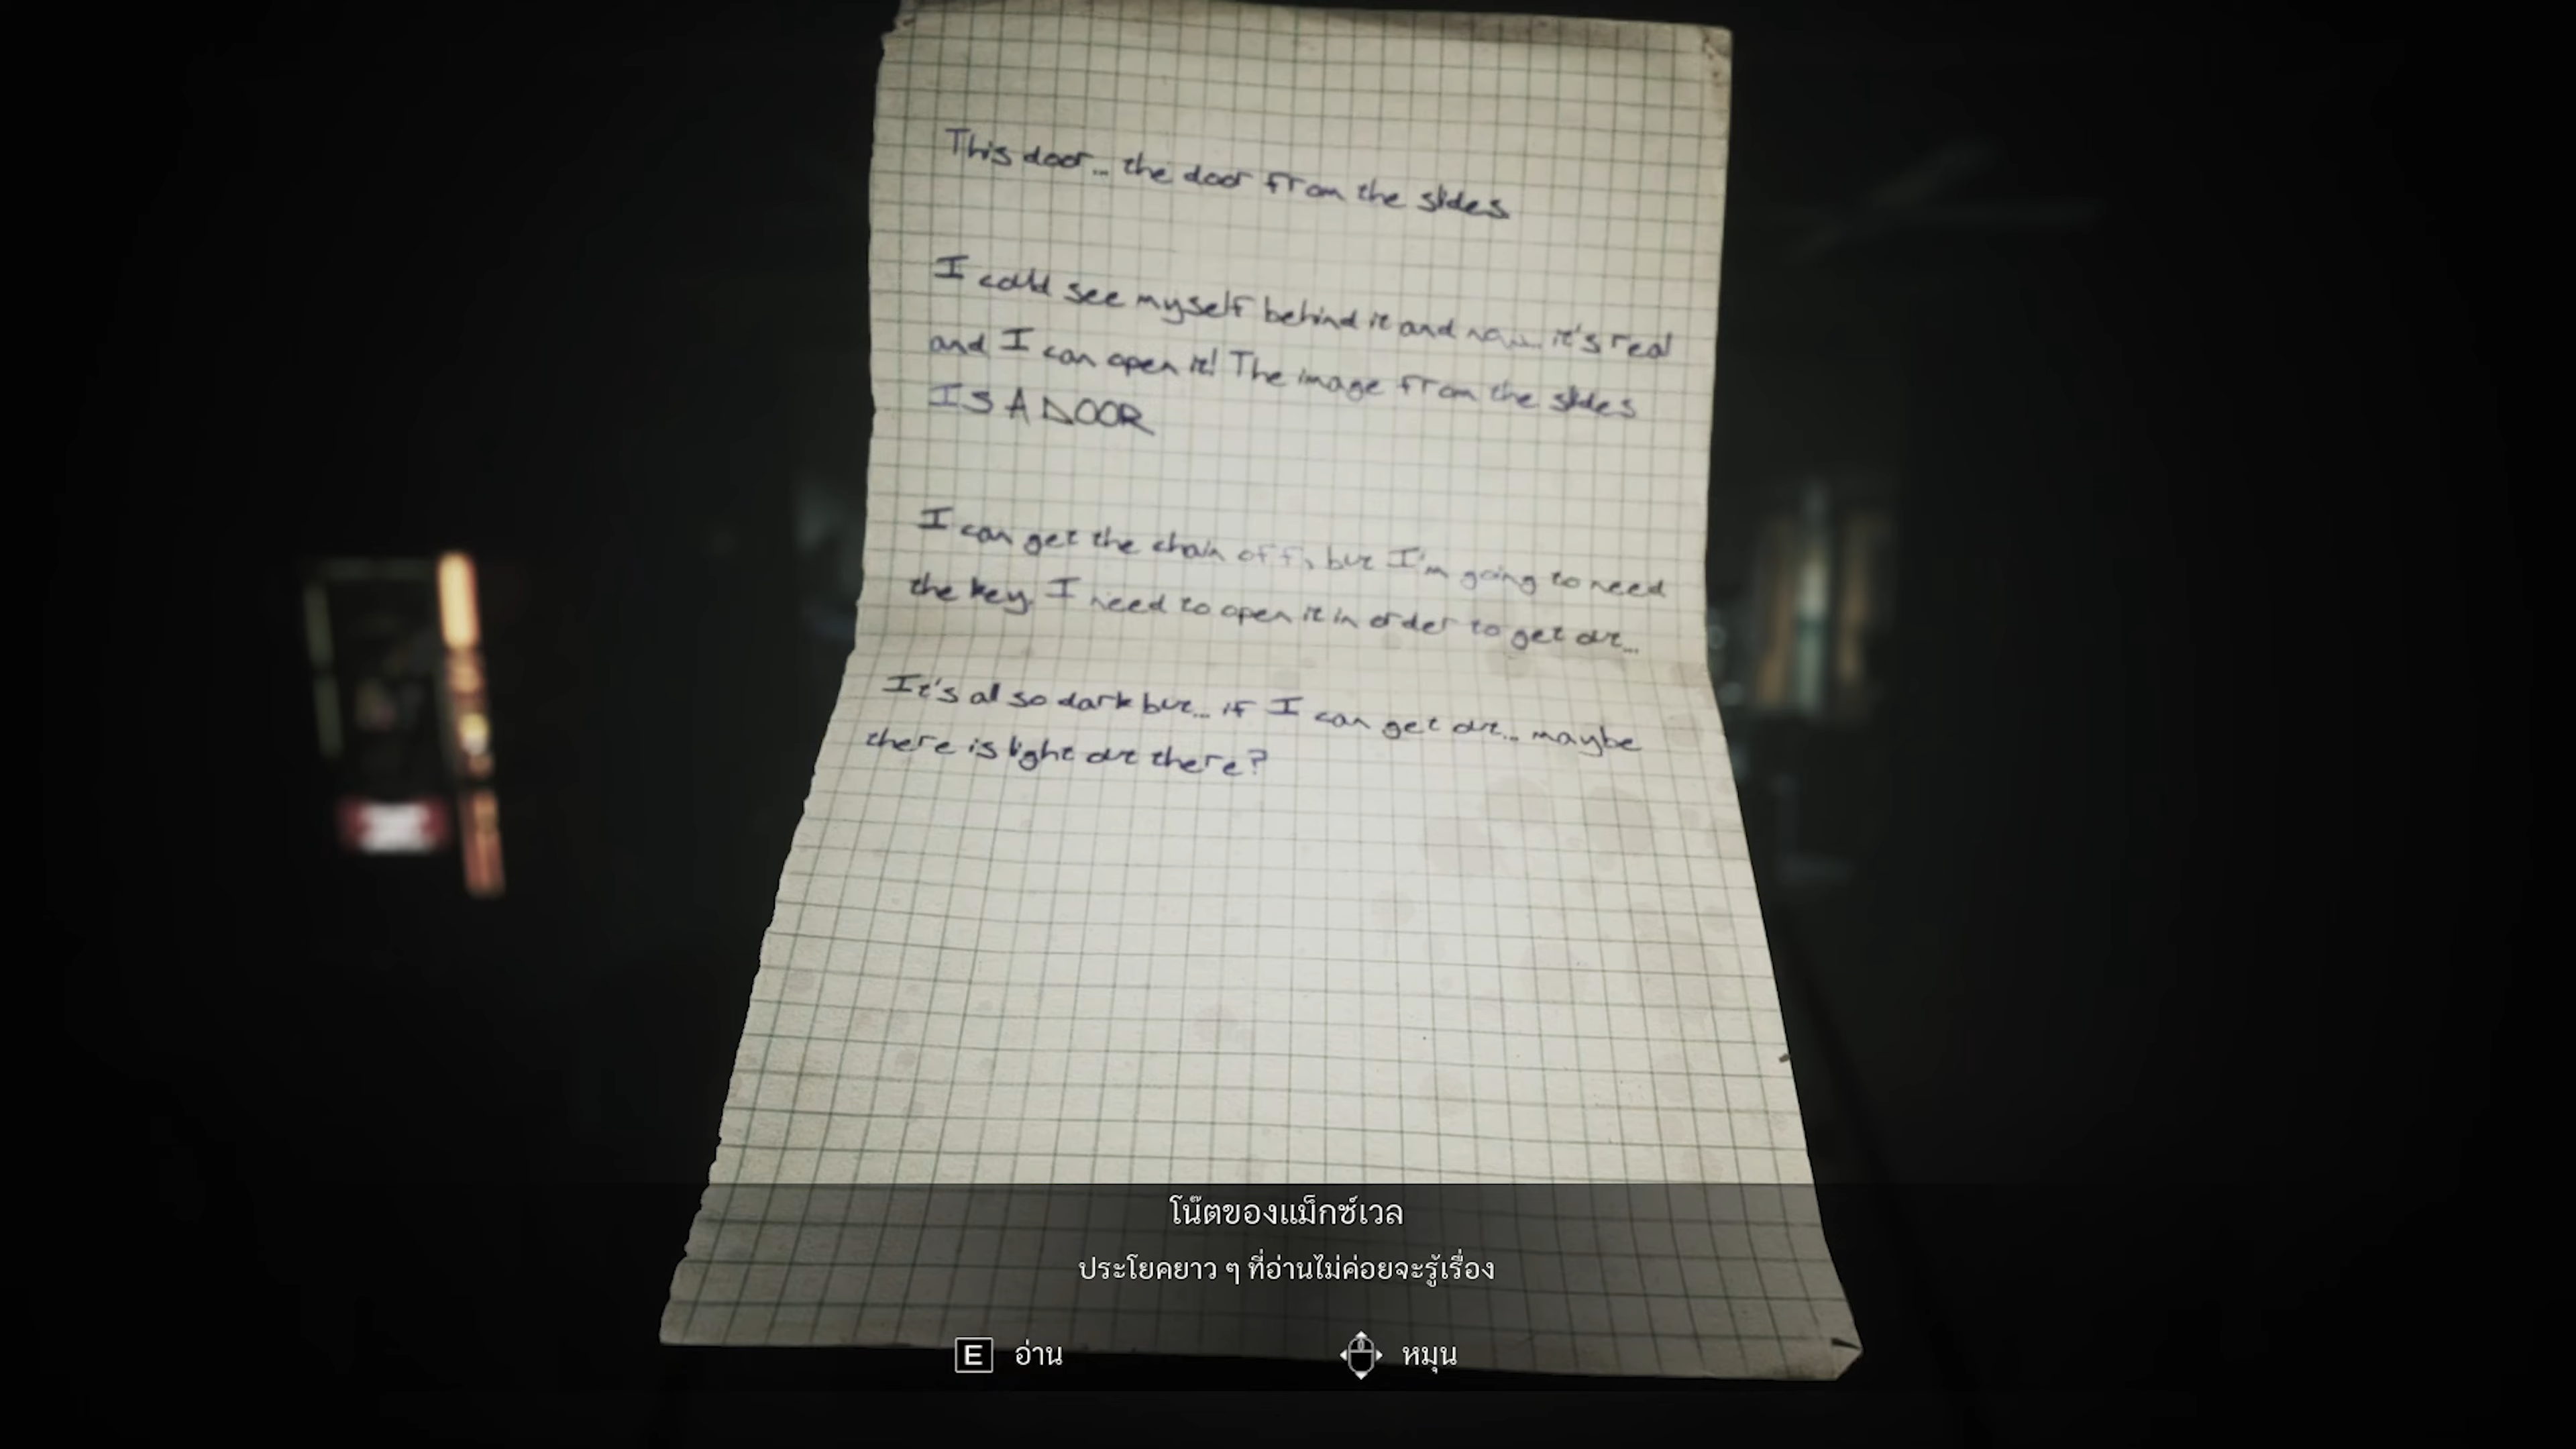 This door... the door from the slides
I could see myself behind it and now... it's real
and I can open it! The image from the slides
IS A DOOR
I can get the chain off, but I'm going to need
the key. I need to open it in order to get out...
It's also dark but... if I can get out... maybe
there is light out there?
โน๊ตของแม็กซ์เวล
ประโยคยาว ๆ ที่อ่านไม่ค่อยจะรู้เรื่อง
E อ่าน หมุน